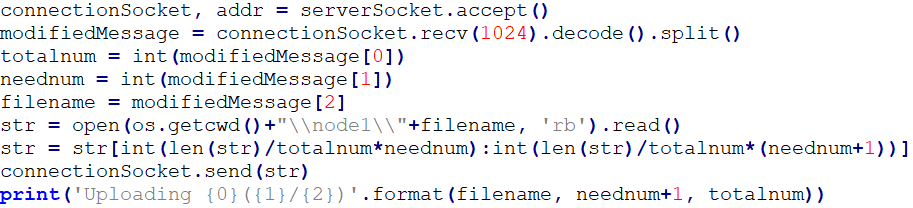 connectionSocket, addr = serverSocket.accept()
modifiedMessage = connectionSocket.recv(1024).decode().split()
totalnum = int(modifiedMessage[0])
neednum = int(modifiedMessage[1])
filename = modifiedMessage[2]
str = open(os.getcwd()+"\\node1\\"+filename, 'rb').read()
str = str[int(len(str)/totalnum*neednum):int(len(str)/totalnum*(neednum+1))]
connectionSocket.send(str)
print('Uploading {0}({1}/{2})'.format(filename, neednum+1, totalnum))